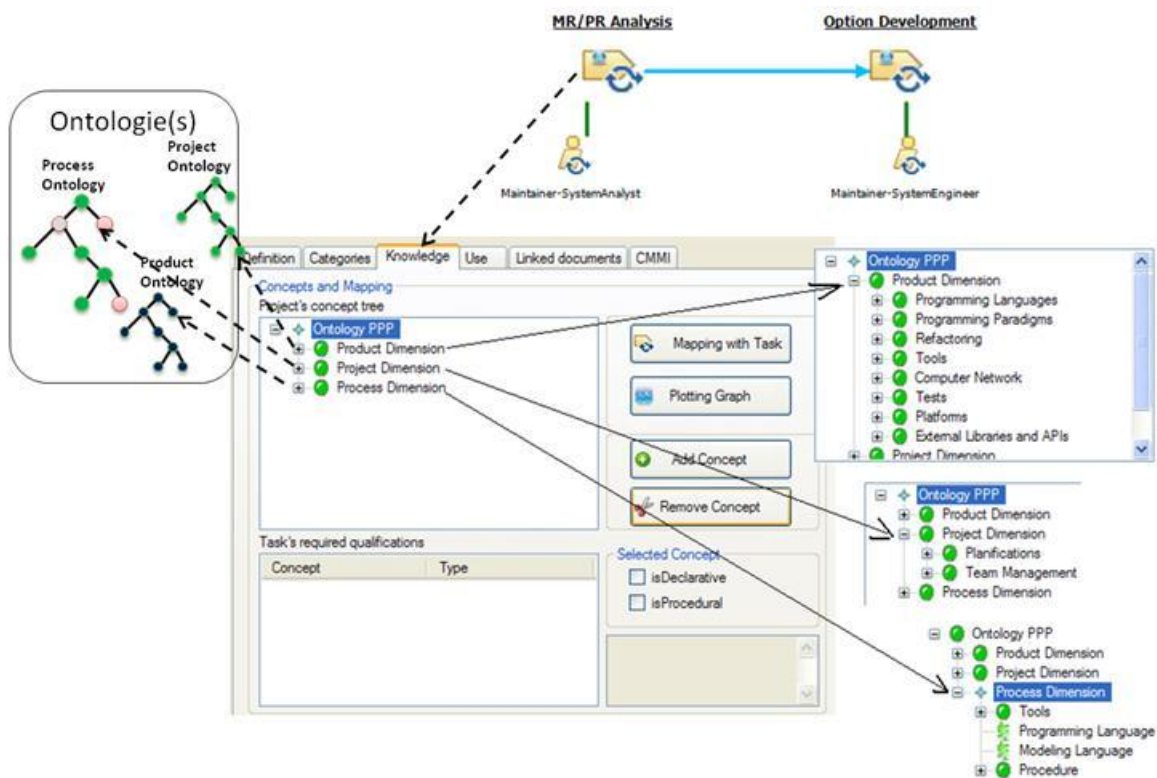 MR/PR Analysis
Option Development
Maintainer-SystemAnalyst
Maintainer-SystemEngineer
Ontologie(s)
Project
Ontology
Process
Ontology
Product
Ontology
Definition
Categories
Knowledge
Use
Linked documents
CMMI
Concepts and Mapping
Project's concept tree
Ontology PPP
Product Dimension
Project Dimension
Process Dimension
Mapping with Task
Plotting Graph
Add Concept
Remove Concept
Task's required qualifications
Concept
Type
Selected Concept
isDeclarative
isProcedural
Ontology PPP
Product Dimension
Programming Languages
Programming Paradigms
Refactoring
Tools
Computer Network
Tests
Platforms
External Libraries and APIs
Project Dimension
Ontology PPP
Product Dimension
Project Dimension
Planifications
Team Management
Process Dimension
Ontology PPP
Product Dimension
Project Dimension
Process Dimension
Tools
Programming Language
Modeling Language
Procedure